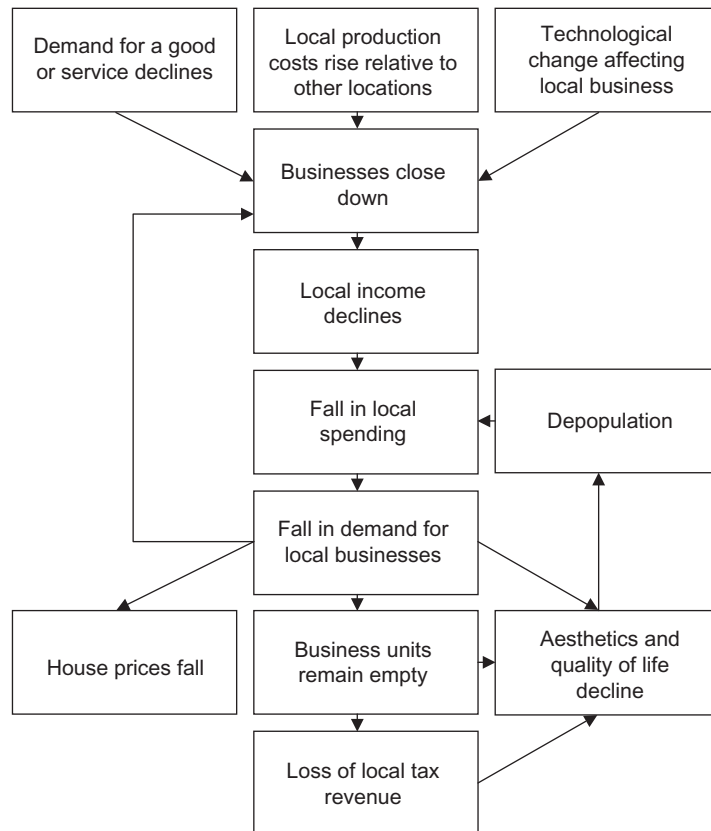 Demand for a good
or service declines
Local production
costs rise relative to
other locations
Technological
change affecting
local business
Businesses close
down
Local income
declines
Fall in local
spending
Depopulation
Fall in demand for
local businesses
House prices fall
Business units
remain empty
Aesthetics and
quality of life
decline
Loss of local tax
revenue